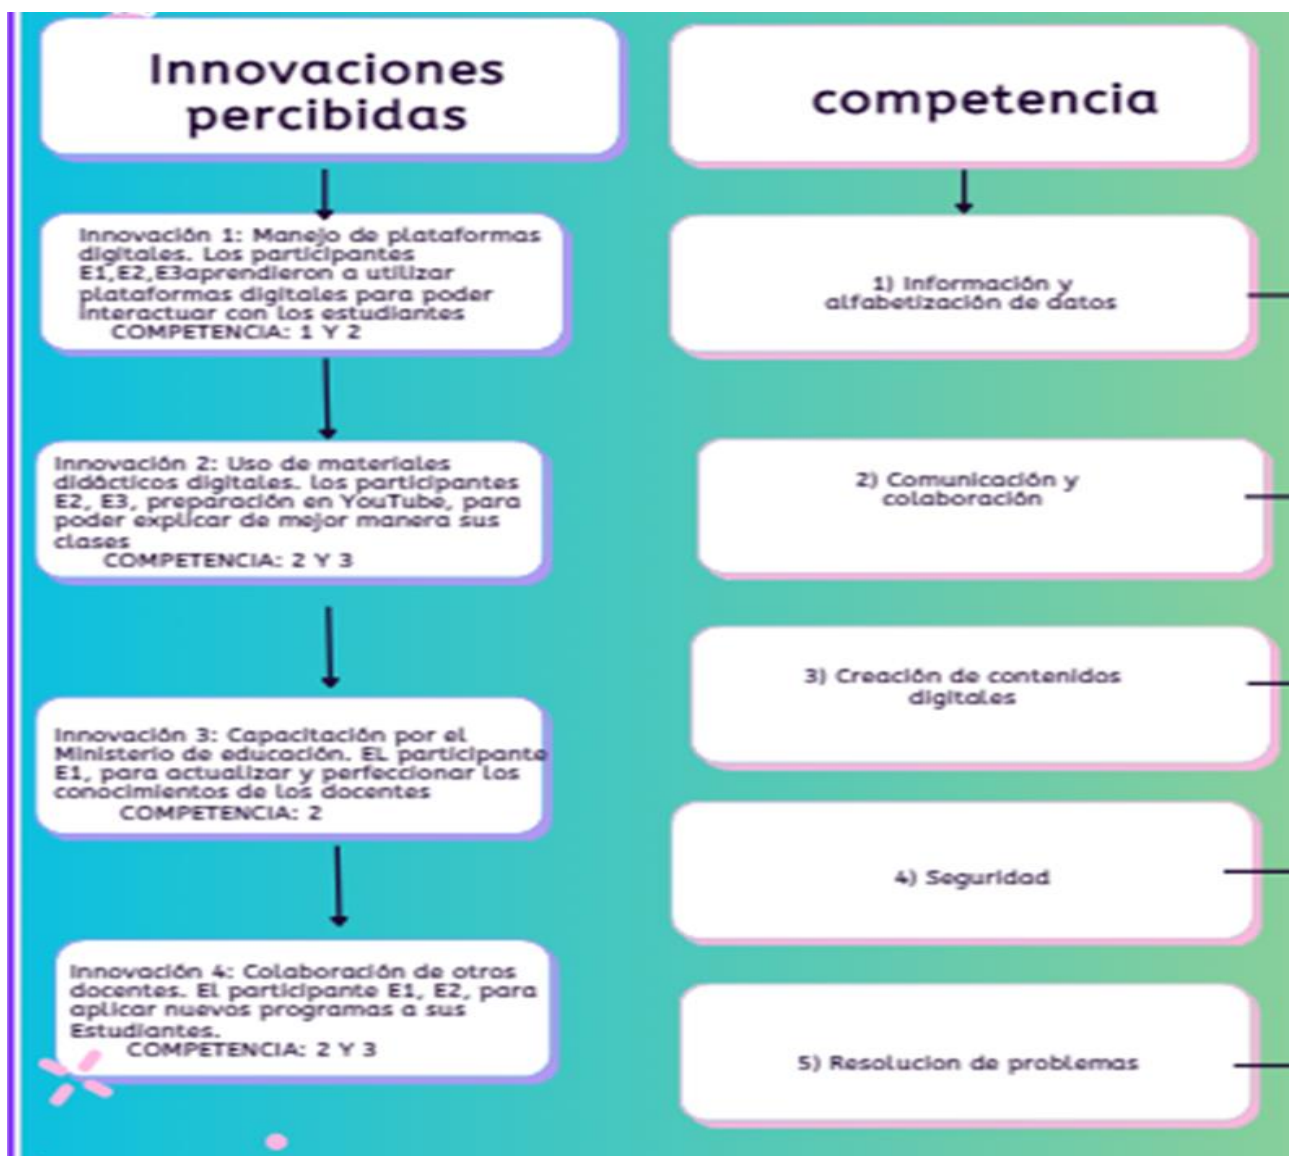 Innovaciones
percibidas
Innovación 1: Manejo de plataformas
digitales. Los participantes
E1,E2,E3aprendieron a utilizar
plataformas digitales para poder
interactuar con los estudiantes
COMPETENCIA: 1 Y 2
Innovación 2: Uso de materiales
didácticos digitales. los participantes
E2, E3, preparación en YouTube, para
poder explicar de mejor manera sus
clases
COMPETENCIA: 2 Y 3
Innovación 3: Capacitación por el
Ministerio de educación. EL participante
E1, para actualizar y perfeccionar los
conocimientos de los docentes
COMPETENCIA: 2
Innovación 4: Colaboración de otros
docentes. El participante E1, E2, para
aplicar nuevos programas a sus
Estudiantes.
COMPETENCIA: 2 Y 3
competencia
1) Información y
alfabetización de datos
2) Comunicación y
colaboración
3) Creación de contenidos
digitales
4) Seguridad
5) Resolucion de problemas